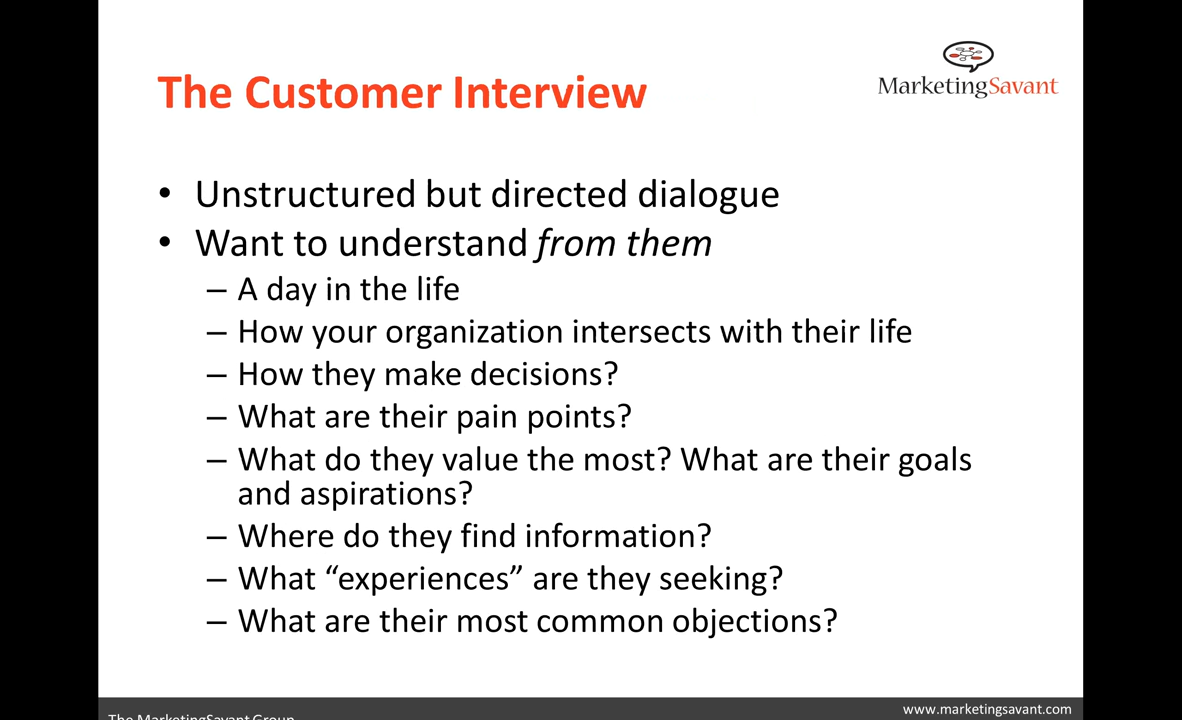 The Customer Interview
MarketingSavant
• Unstructured but directed dialogue
• Want to understand from them
– A day in the life
– How your organization intersects with their life
– How they make decisions?
– What are their pain points?
– What do they value the most? What are their goals
and aspirations?
– Where do they find information?
– What “experiences” are they seeking?
– What are their most common objections?
The MarketingSavant Group
www.marketingsavant.com